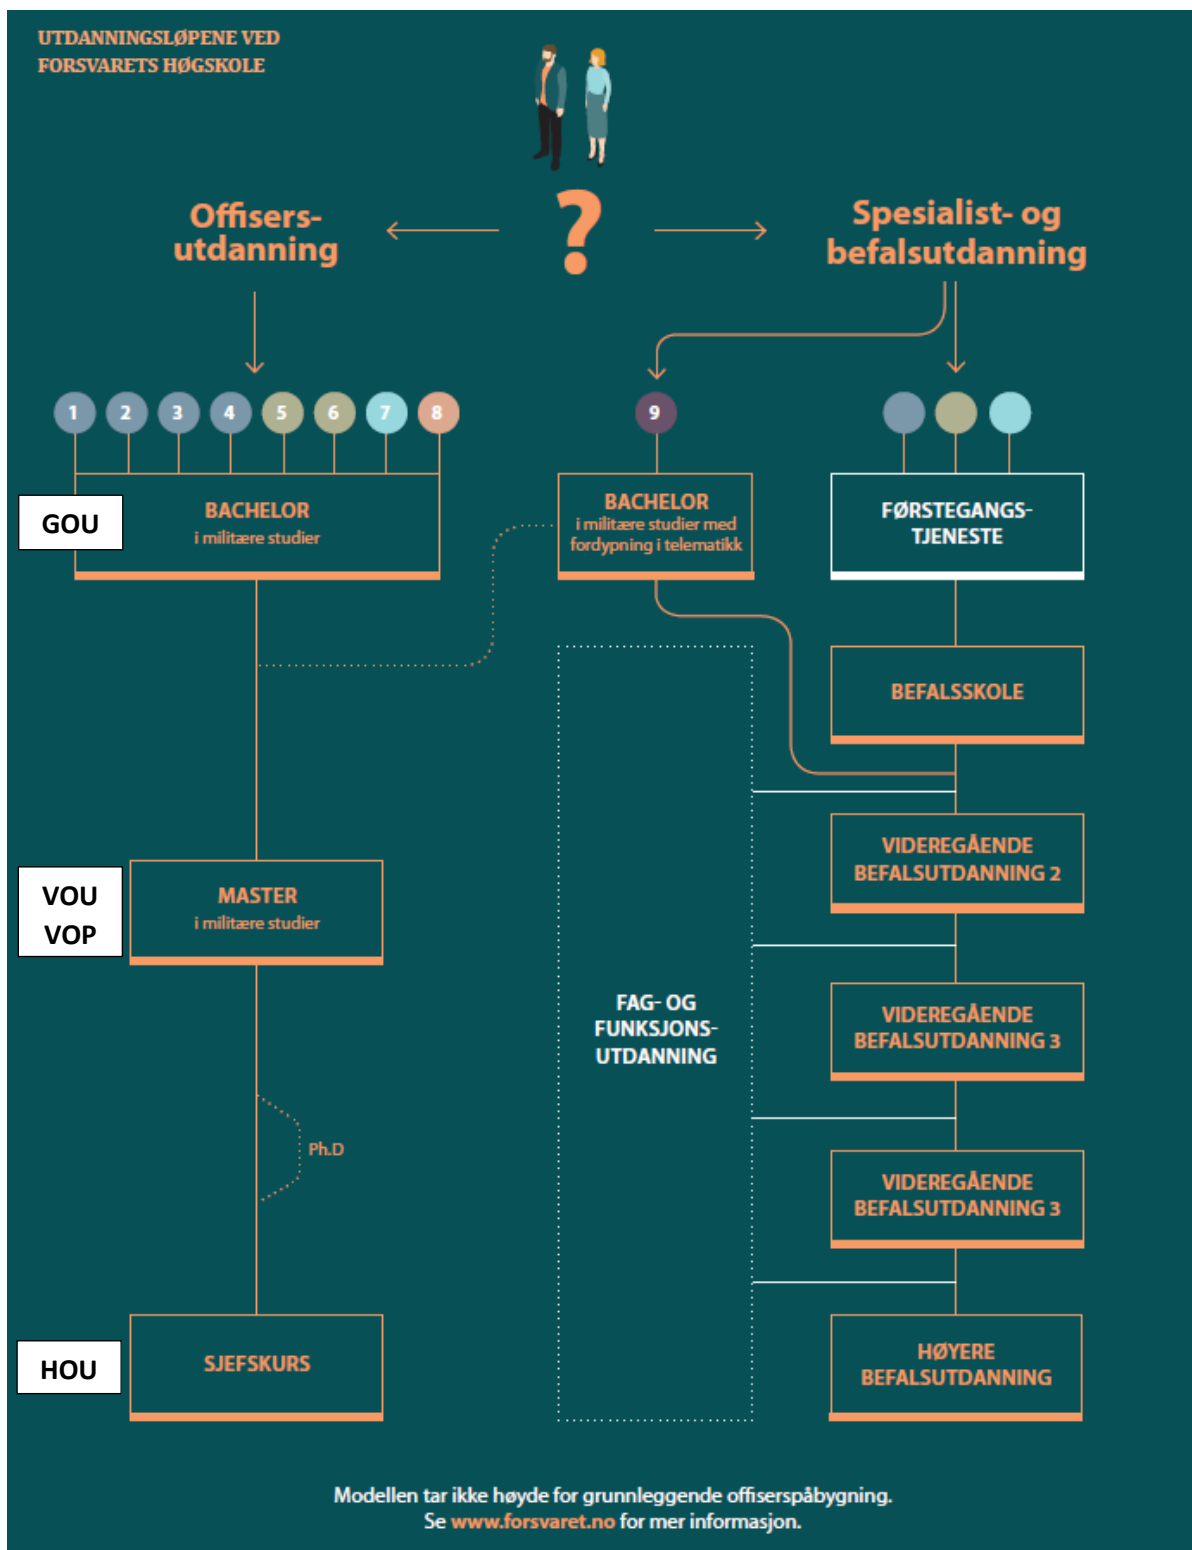 UTDANNINGSLØPENE VED
FORSVARETS HØGSKOLE
?
Offisers-
utdanning
Spesialist- og
befalsutdanning
1 2 3 4 5 6 7 8
9
GOU
BACHELOR
i militære studier
BACHELOR
i militære studier med
fordypning i telematikk
FØRSTEGANGS-
TJENESTE
BEFALSSKOLE
VOU
VOP
MASTER
i militære studier
VIDEREGÅENDE
BEFALSUTDANNING 2
FAG- OG
FUNKSJONS-
UTDANNING
VIDEREGÅENDE
BEFALSUTDANNING 3
Ph.D
VIDEREGÅENDE
BEFALSUTDANNING 3
HOU
SJEFSKURS
HØYERE
BEFALSUTDANNING
Modellen tar ikke høyde for grunnleggende offiserspåbygning.
Se www.forsvaret.no for mer informasjon.